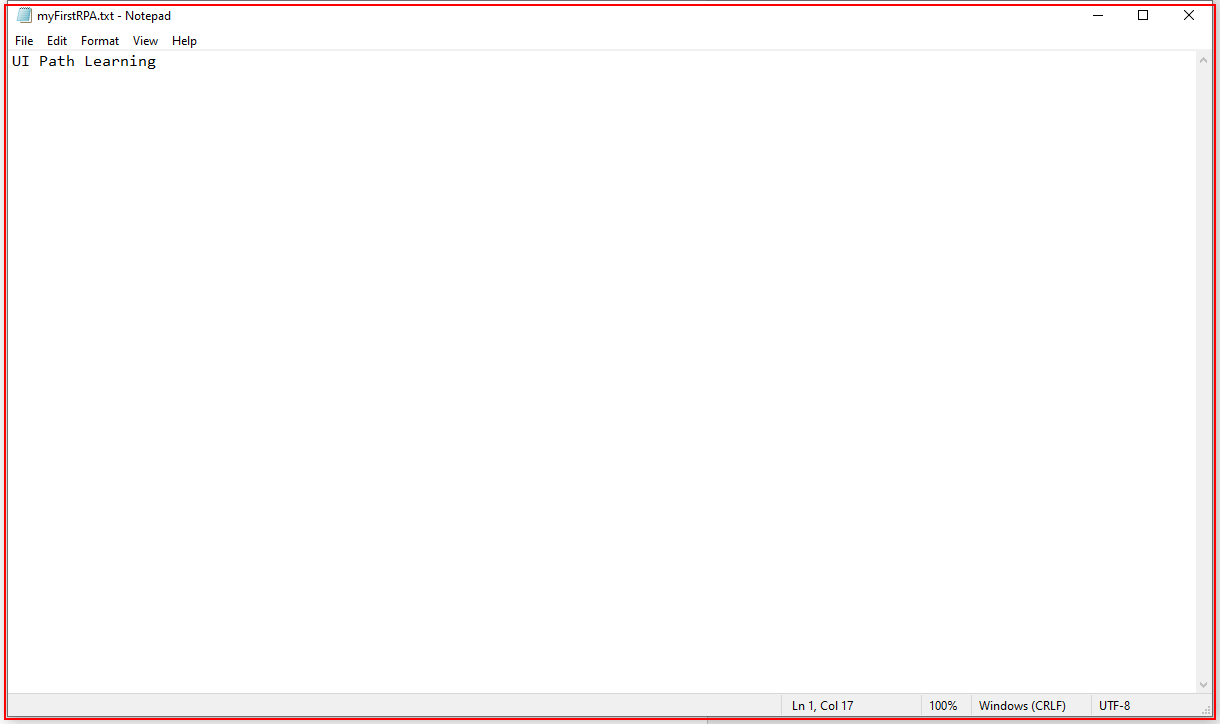 myFirstRPA.txt - Notepad
File Edit Format View Help
UI Path Learning
Ln 1, Col 17 100% Windows (CRLF) UTF-8